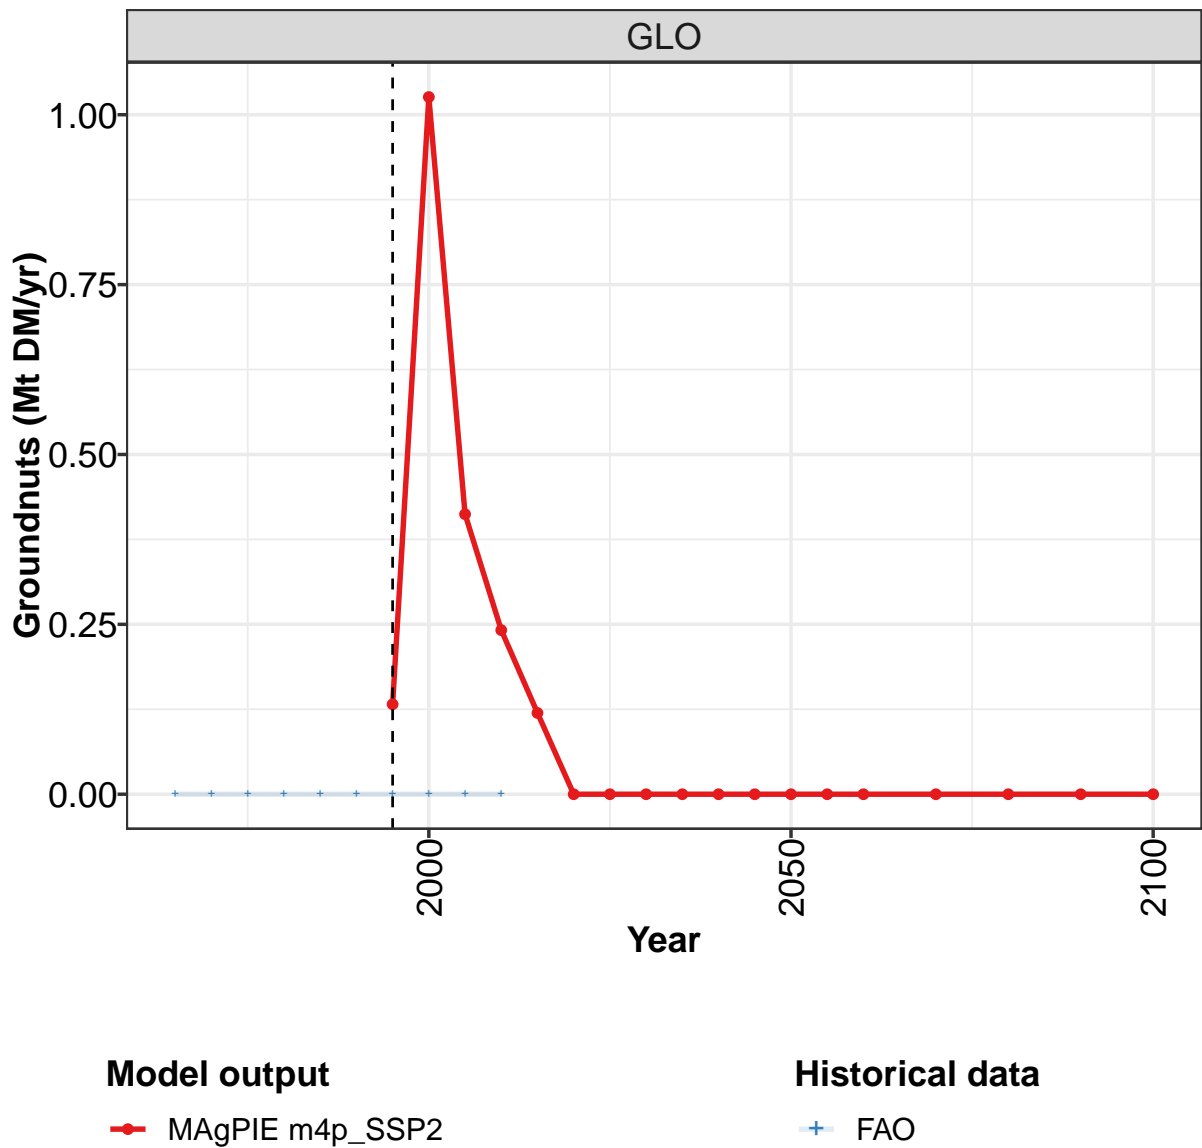 GLO
Groundnuts (Mt DM/yr)
1.00
0.75
0.50
0.25
0.00
2000
2050
2100
Year
Model output
MAgPIE m4p_SSP2
Historical data
FAO